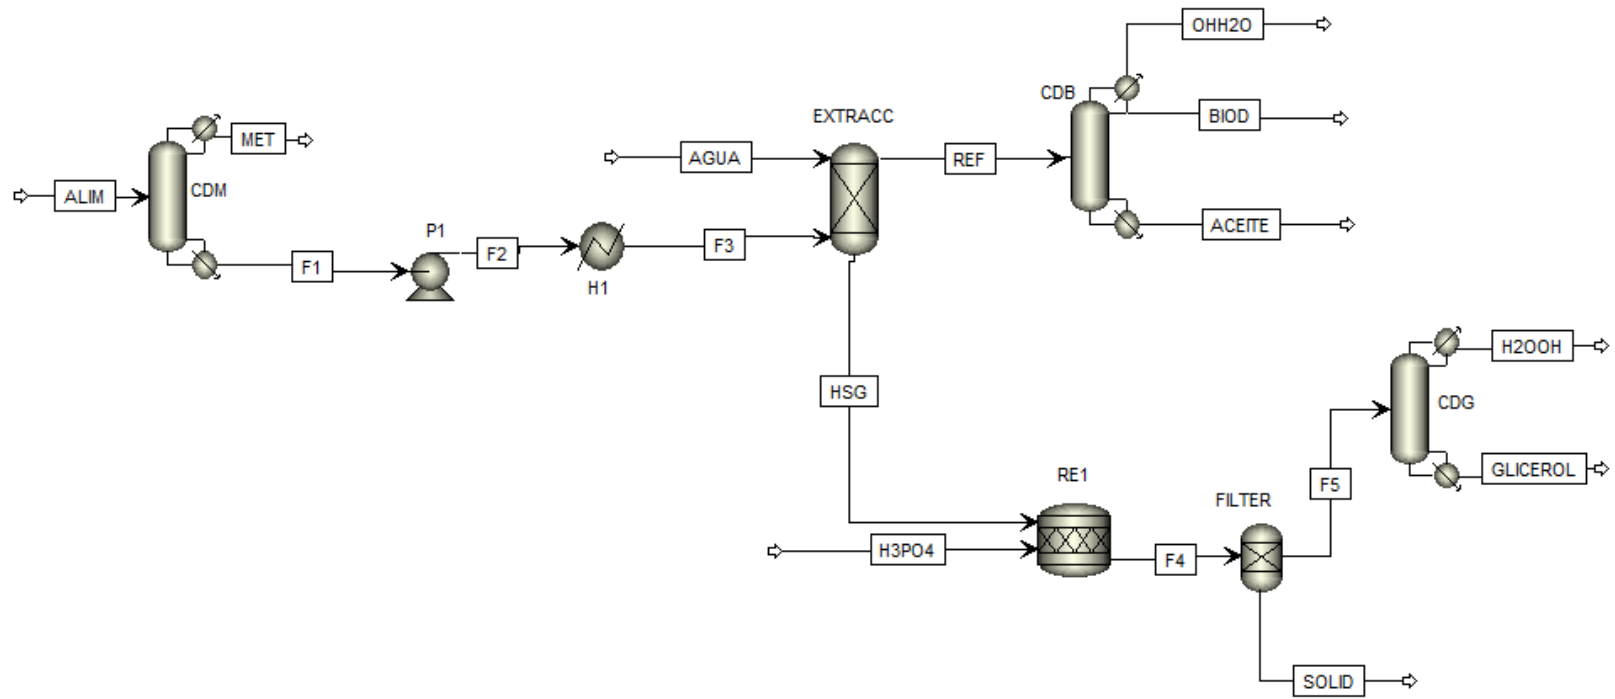 OHH2O
CDB
EXTRACC
BIOD
MET
AGUA
REF
ALIM
CDM
ACEITE
P1
F2
F3
F1
H1
H2OOH
HSG
CDG
GLICEROL
RE1
F5
FILTER
H3PO4
F4
SOLID